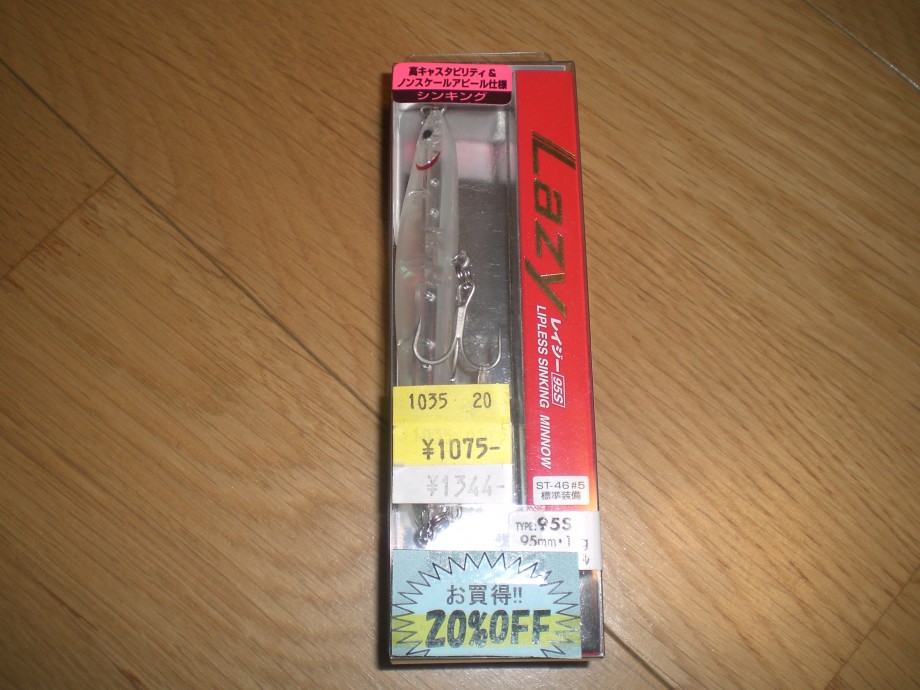 高キャスタビリティ&
ノンスケールアピール仕様
シンキング
Lazy
レイジー 95S
LIPLESS SINKING MINNOW
ST-46 #5
標準装備
TYPE: 95S
95mm・1 g
ル
1035 20
¥1075-
¥1344-
お買得!!
20%OFF